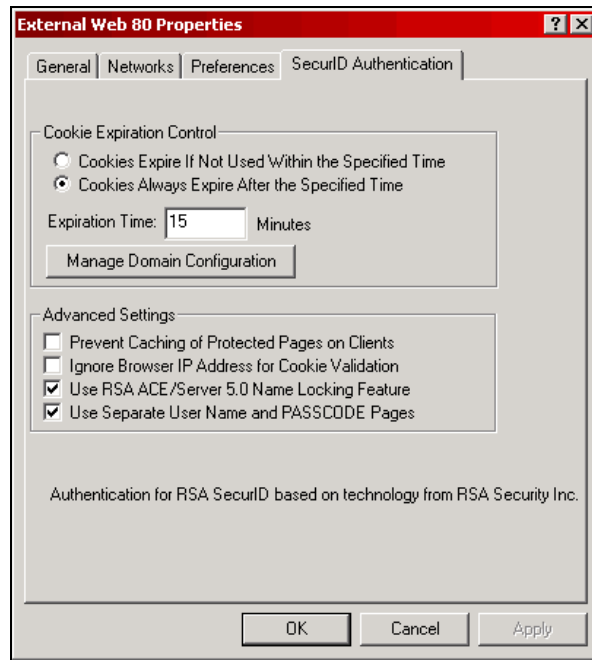 External Web 80 Properties
General Networks Preferences SecurID Authentication
Cookie Expiration Control
Cookies Expire If Not Used Within the Specified Time
Cookies Always Expire After the Specified Time
Expiration Time: 15 Minutes
Manage Domain Configuration
Advanced Settings
Prevent Caching of Protected Pages on Clients
Ignore Browser IP Address for Cookie Validation
Use RSA ACE/Server 5.0 Name Locking Feature
Use Separate User Name and PASSCODE Pages
Authentication for RSA SecurID based on technology from RSA Security Inc.
OK Cancel Apply